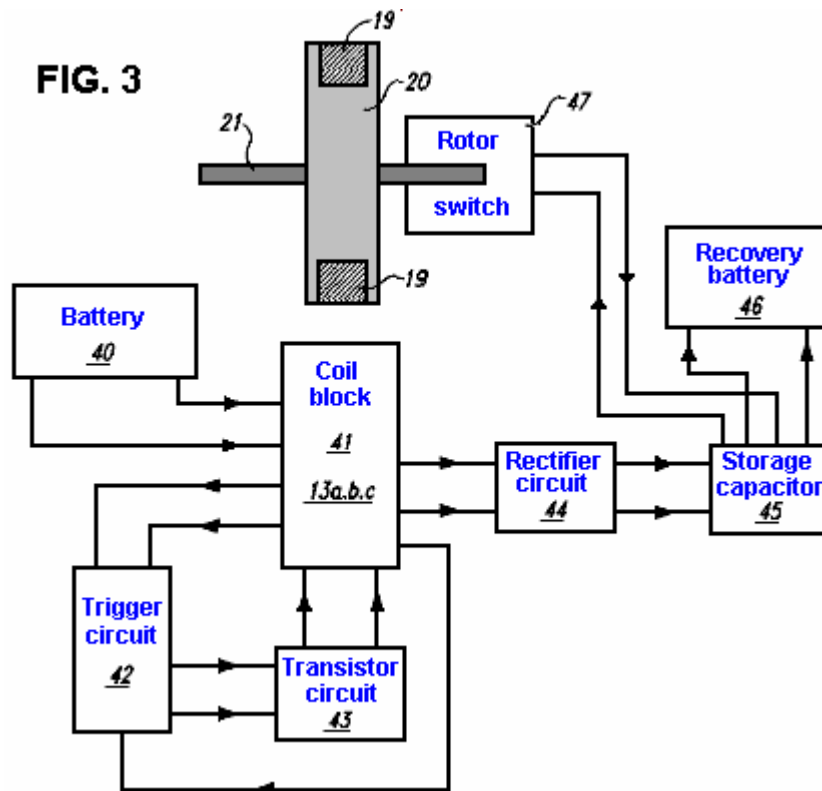 FIG. 3
19
20
21
47
Rotor
switch
19
Recovery
battery
46
Battery
40
Coil
block
41
13a.b.c
Rectifier
circuit
44
Storage
capacitor
45
Trigger
circuit
42
Transistor
circuit
43